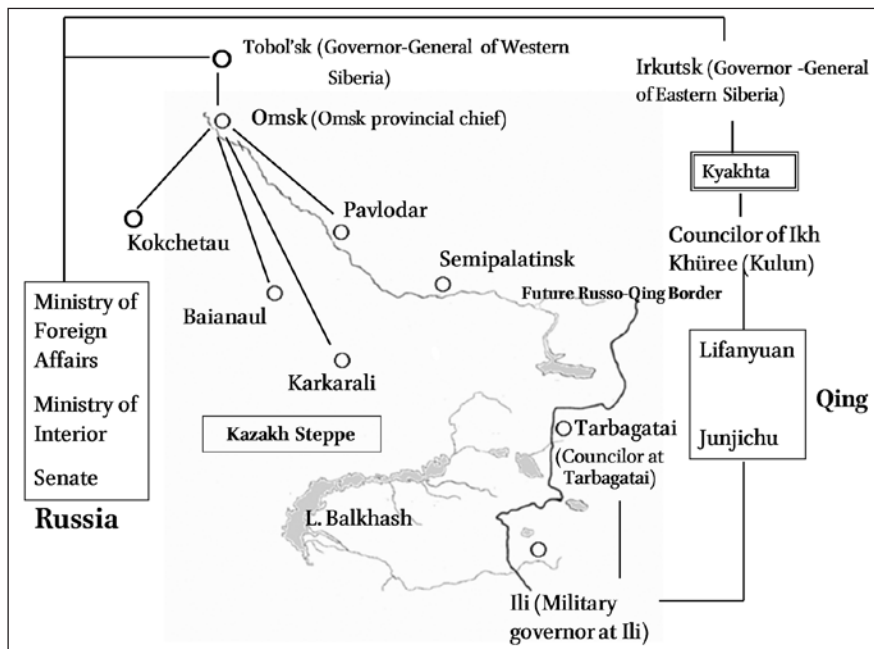 Tobol'sk (Governor-General of Western
Siberia)
Irkutsk (Governor -General
of Eastern Siberia)
Omsk (Omsk provincial chief)
Kyakhta
Pavlodar
Kokchetau
Councilor of Ikh
Khüree (Kulun)
Semipalatinsk
Future Russo-Qing Border
Baianaul
Ministry of
Foreign
Affairs
Ministry of
Interior
Senate
Russia
Karkarali
Lifanyuan
Junjichu
Qing
Kazakh Steppe
Tarbagatai
(Councilor at
Tarbagatai)
L. Balkhash
Ili (Military
governor at Ili)